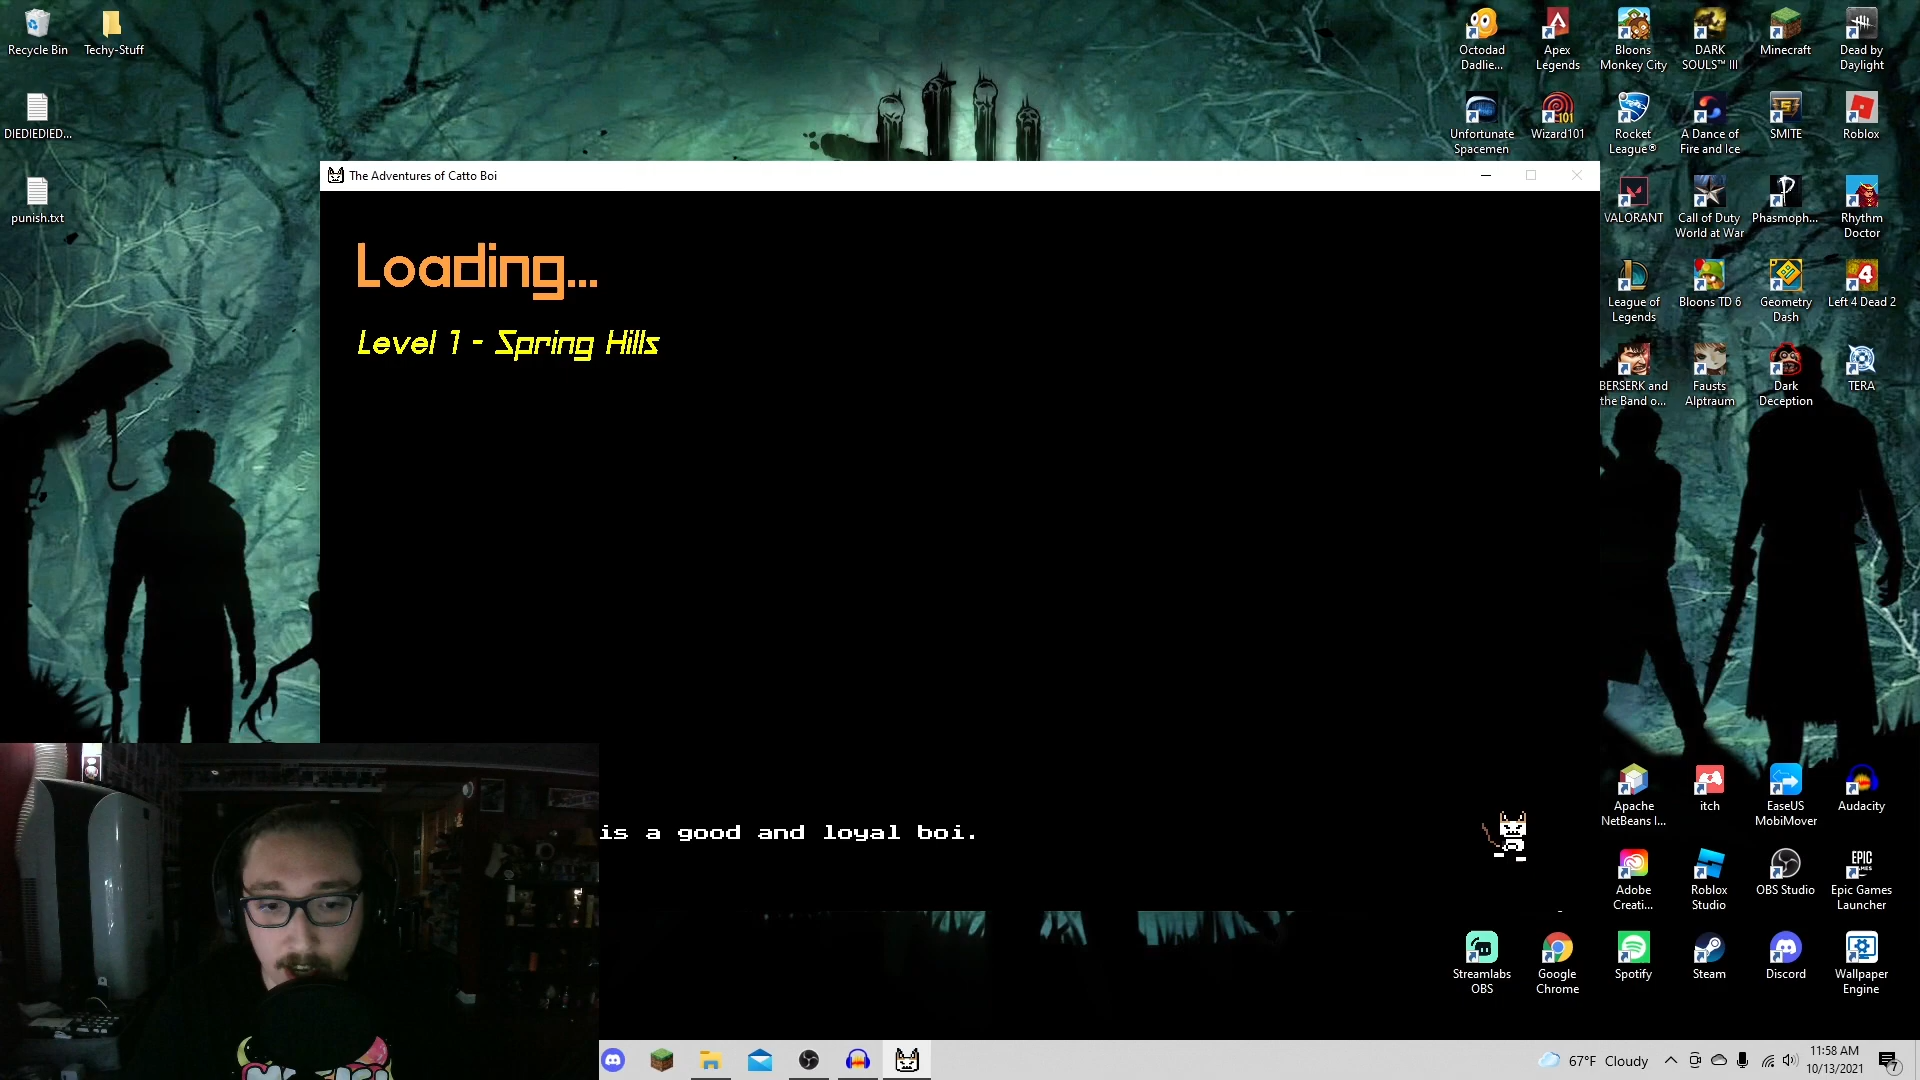 Recycle Bin
Techy-Stuff
DIEDIEDIED...
punish.txt
Octodad
Dadlie...
Apex
Legends
Bloons
Monkey City
DARK
SOULS™ III
Minecraft
Dead by
Daylight
Unfortunate
Spacemen
Wizard101
Rocket
League®
A Dance of
Fire and Ice
SMITE
Roblox
The Adventures of Catto Boi
VALORANT
Call of Duty
World at War
Phasmoph...
Rhythm
Doctor
Loading...
Level 1 - Spring Hills
League of
Legends
Bloons TD 6
Geometry
Dash
Left 4 Dead 2
BERSERK and
the Band o...
Fausts
Alptraum
Dark
Deception
TERA
Apache
NetBeans I...
itch
EaseUS
MobiMover
Audacity
is a good and loyal boi.
Adobe
Creati...
Roblox
Studio
OBS Studio
EPIC
GAMES
Epic Games
Launcher
Streamlabs
OBS
Google
Chrome
Spotify
Steam
Discord
Wallpaper
Engine
67°F Cloudy
11:58 AM
10/13/2021
7